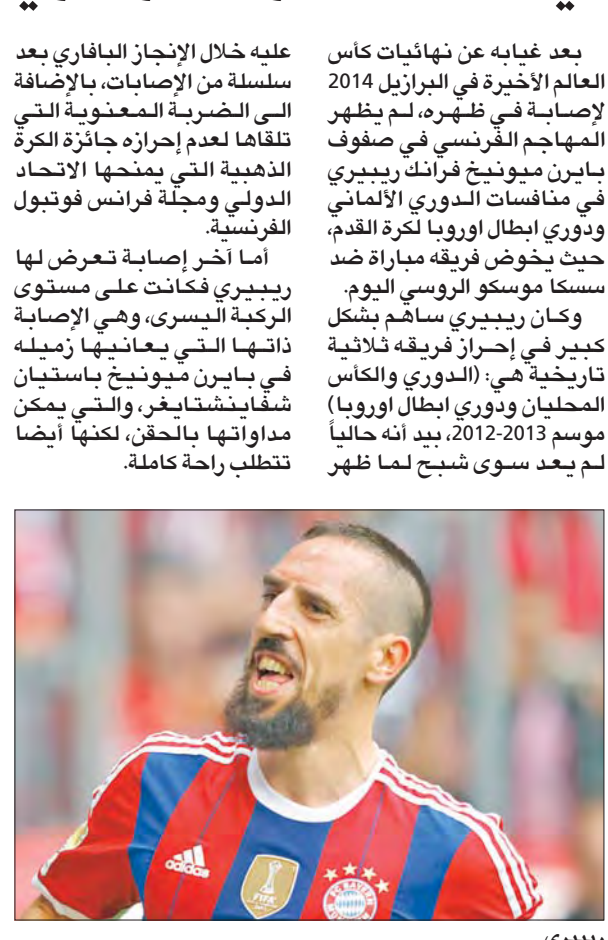 بعد غيابه عن نهائيات كأس
العالم الأخيرة في البرازيل 2014
لإصابة في ظهره، لم يظهر
المهاجم الفرنسي في صفوف
بايرن ميونيخ فرانك ريبيري
في منافسات الدوري الألماني
ودوري ابطال اوروبا لكرة القدم،
حيث يخوض فريقه مباراة ضد
سسكا موسكو الروسي اليوم.
وكان ريبيري ساهم بشكل
كبير في إحراز فريقه ثلاثية
تاريخية هي: (الدوري والكأس
المحليان ودوري ابطال اوروبا)
موسم 2012-2013، بيد أنه حالياً
لم يعد سوى شبح لما ظهر
عليه خلال الإنجاز البافاري بعد
سلسلة من الإصابات، بالإضافة
الى الضربة المعنوية التي
تلقاها لعدم إحرازه جائزة الكرة
الذهبية التي يمنحها الاتحاد
الدولي ومجلة فرانس فوتبول
الفرنسية.
أما آخر إصابة تعرض لها
ريبيري فكانت على مستوى
الركبة اليسرى، وهي الإصابة
ذاتها التي يعانيها زميله
في بايرن ميونيخ باستيان
شفاينشتايغر، والتي يمكن
مداواتها بالحقن، لكنها أيضا
تتطلب راحة كاملة.
adidas
FIFA
FC BAYERN
ريبيري